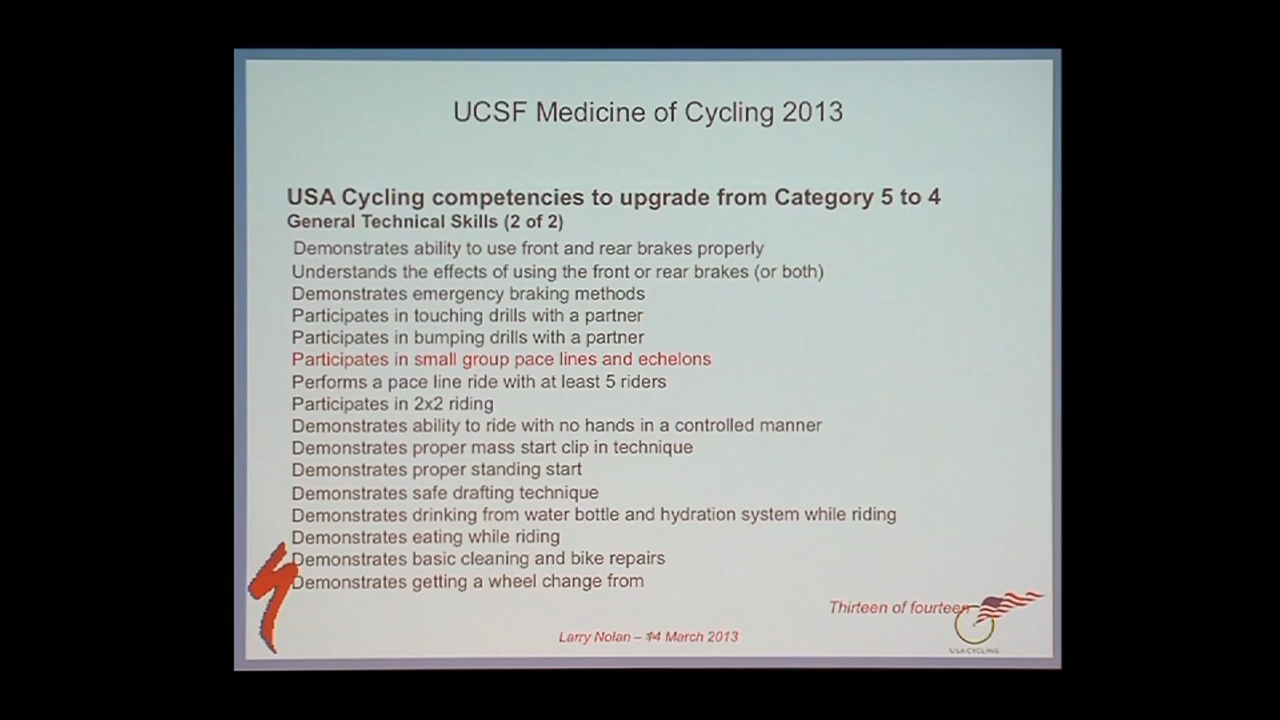 UCSF Medicine of Cycling 2013
USA Cycling competencies to upgrade from Category 5 to 4
General Technical Skills (2 of 2)
Demonstrates ability to use front and rear brakes properly
Understands the effects of using the front or rear brakes (or both)
Demonstrates emergency braking methods
Participates in touching drills with a partner
Participates in bumping drills with a partner
Participates in small group pace lines and echelons
Performs a pace line ride with at least 5 riders
Participates in 2x2 riding
Demonstrates ability to ride with no hands in a controlled manner
Demonstrates proper mass start clip in technique
Demonstrates proper standing start
Demonstrates safe drafting technique
Demonstrates drinking from water bottle and hydration system while riding
Demonstrates eating while riding
Demonstrates basic cleaning and bike repairs
Demonstrates getting a wheel change from
Thirteen of fourteen
Larry Nolan – 14 March 2013
USA CYCLING